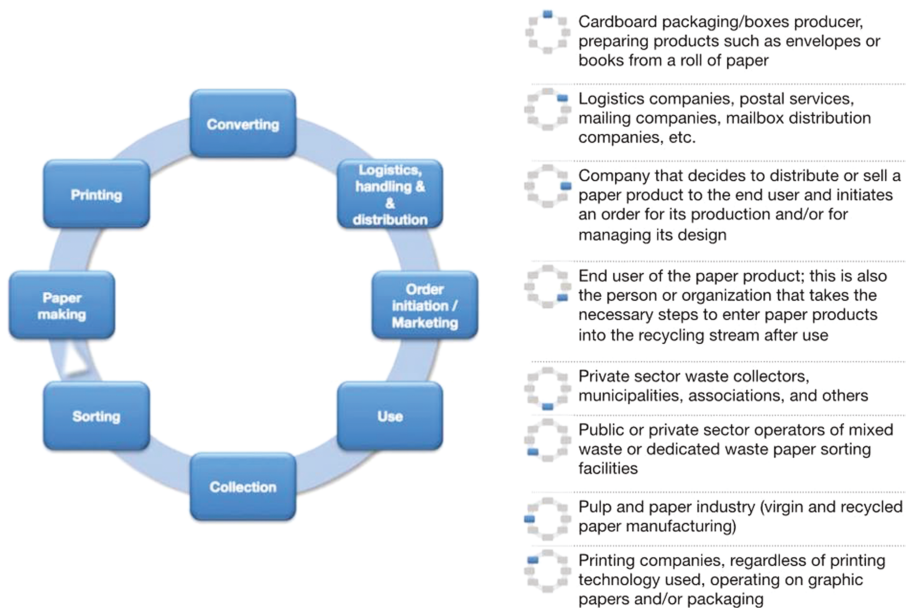 Converting
Logistics,
handling &
&
distribution
Order
initiation /
Marketing
Use
Collection
Sorting
Paper
making
Printing
Cardboard packaging/boxes producer,
preparing products such as envelopes or
books from a roll of paper
Logistics companies, postal services,
mailing companies, mailbox distribution
companies, etc.
Company that decides to distribute or sell a
paper product to the end user and initiates
an order for its production and/or for
managing its design
End user of the paper product; this is also
the person or organization that takes the
necessary steps to enter paper products
into the recycling stream after use
Private sector waste collectors,
municipalities, associations, and others
Public or private sector operators of mixed
waste or dedicated waste paper sorting
facilities
Pulp and paper industry (virgin and recycled
paper manufacturing)
Printing companies, regardless of printing
technology used, operating on graphic
papers and/or packaging